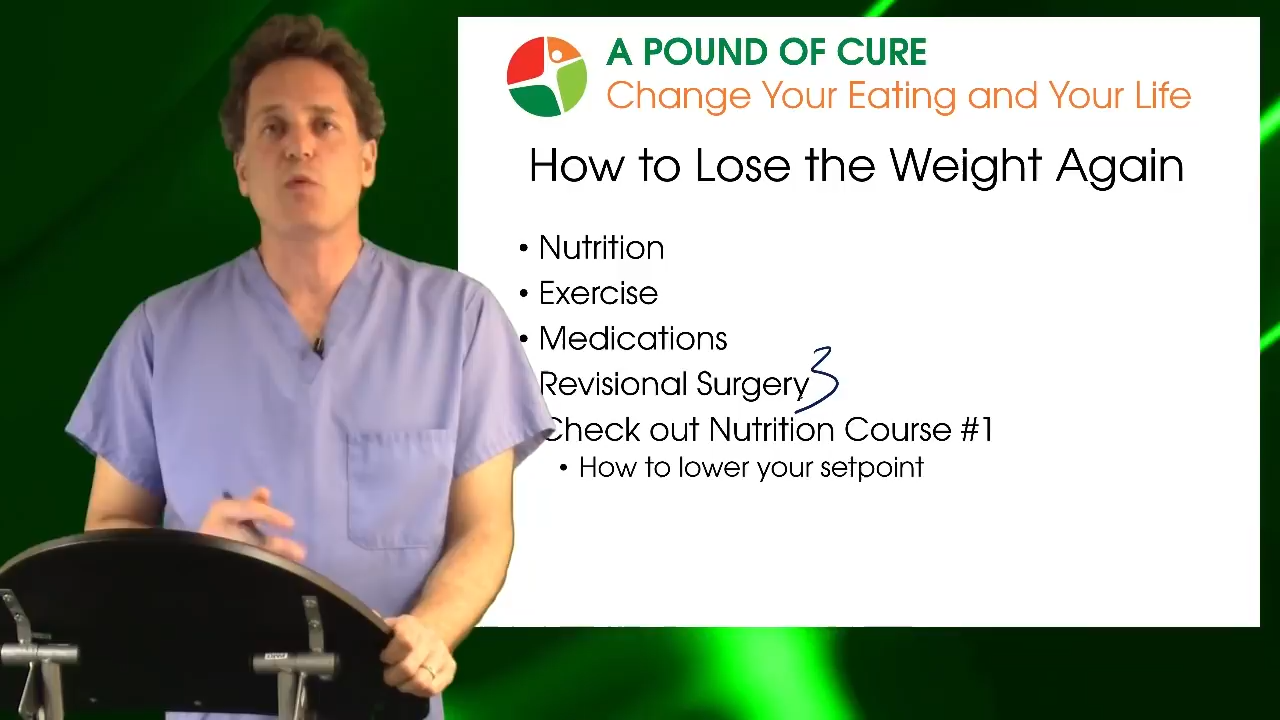 A POUND OF CURE
Change Your Eating and Your Life
How to Lose the Weight Again
• Nutrition
• Exercise
• Medications
Revisional Surgery 3
Check out Nutrition Course #1
• How to lower your setpoint